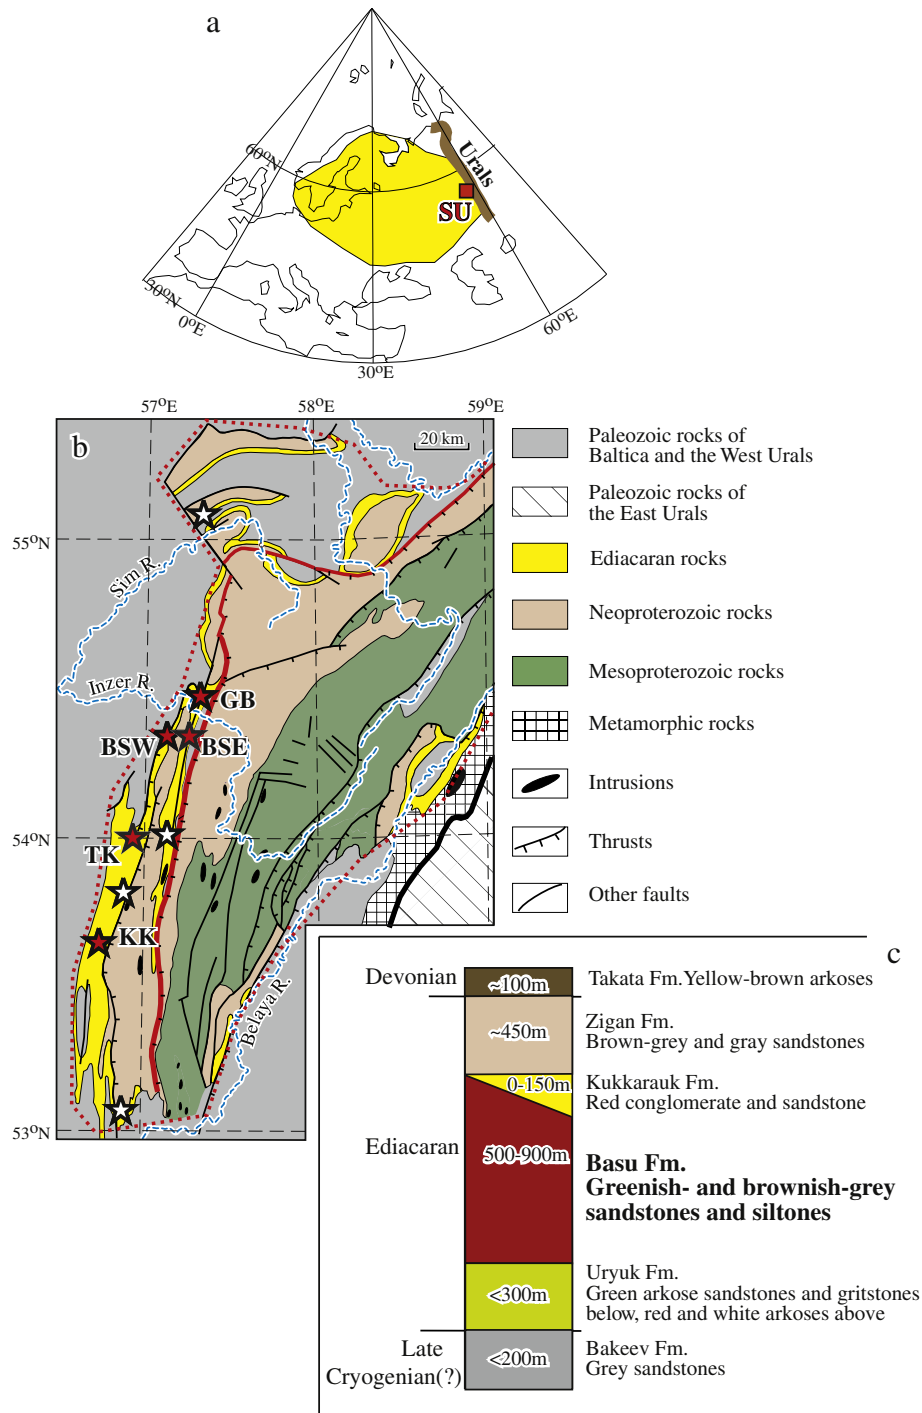 a
60°N
Urals
SU
30°N
0°E
30°E
60°E
57°E
58°E
59°E
b
20 km
55°N
Sim R.
Inzer R.
GB
BSW
BSE
54°N
TK
KK
Belaya R.
53°N
Paleozoic rocks of
Baltica and the West Urals
Paleozoic rocks of
the East Urals
Ediacaran rocks
Neoproterozoic rocks
Mesoproterozoic rocks
Metamorphic rocks
Intrusions
Thrusts
Other faults
c
Devonian
~100m
Takata Fm. Yellow-brown arkoses
~450m
Zigan Fm.
Brown-grey and gray sandstones
0-150m
Kukkarauk Fm.
Red conglomerate and sandstone
Ediacaran
500-900m
Basu Fm.
Greenish- and brownish-grey
sandstones and siltones
<300m
Uryuk Fm.
Green arkose sandstones and gritstones
below, red and white arkoses above
Late
Cryogenian(?)
<200m
Bakeev Fm.
Grey sandstones